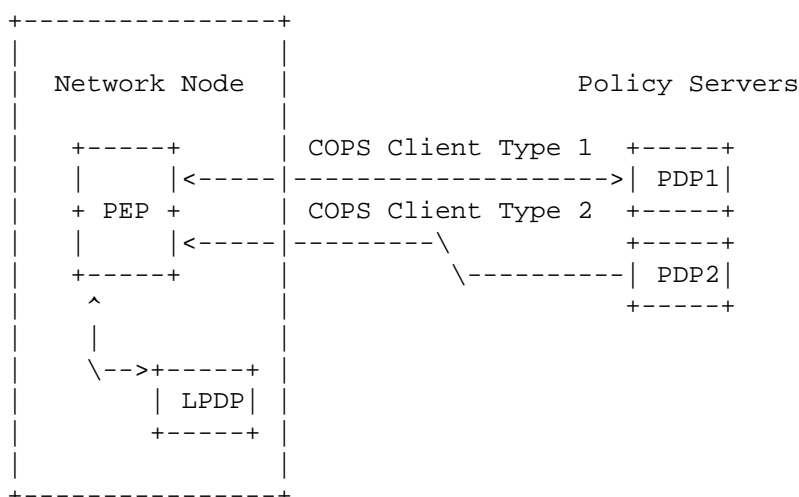 Network Node Policy Servers
COPS Client Type 1
PDP1
PEP COPS Client Type 2
PDP2
LPDP